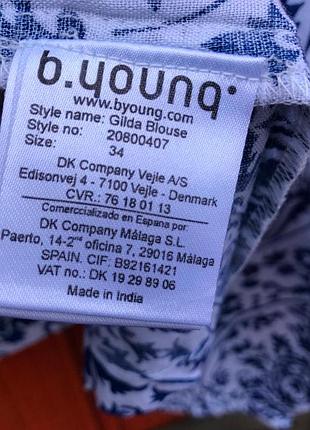 b.young
www.byoung.com
Style name: Gilda Blouse
Style no: 20800407
Size: 34
DK Company Vejle A/S
Edisonvej 4 - 7100 Vejle - Denmark
CVR.: 76 18 01 13
Comerccializado en Espana por:
DK Company Málaga S.L.
Paerto, 14-2ª oficina 7, 29016 Málaga
SPAIN. CIF: B92161421
VAT no.: DK 19 29 89 06
Made in India